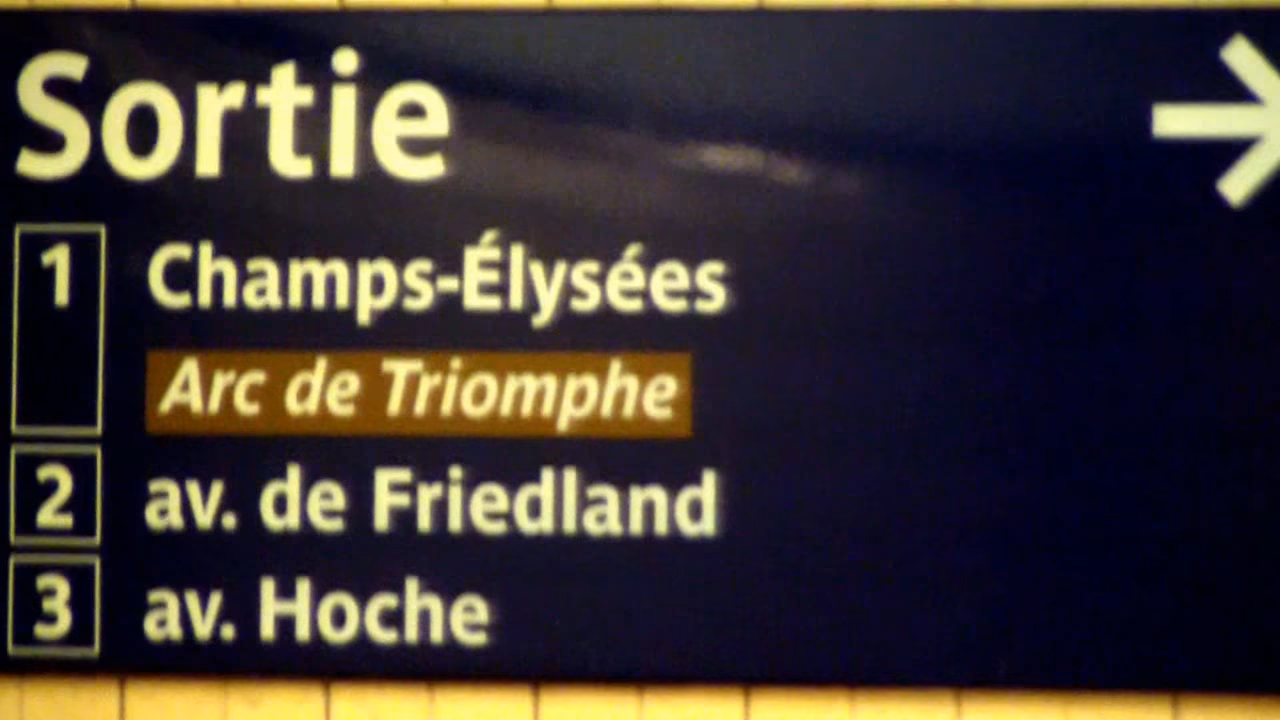 Sortie
1 Champs-Élysées
Arc de Triomphe
2 av. de Friedland
3 av. Hoche